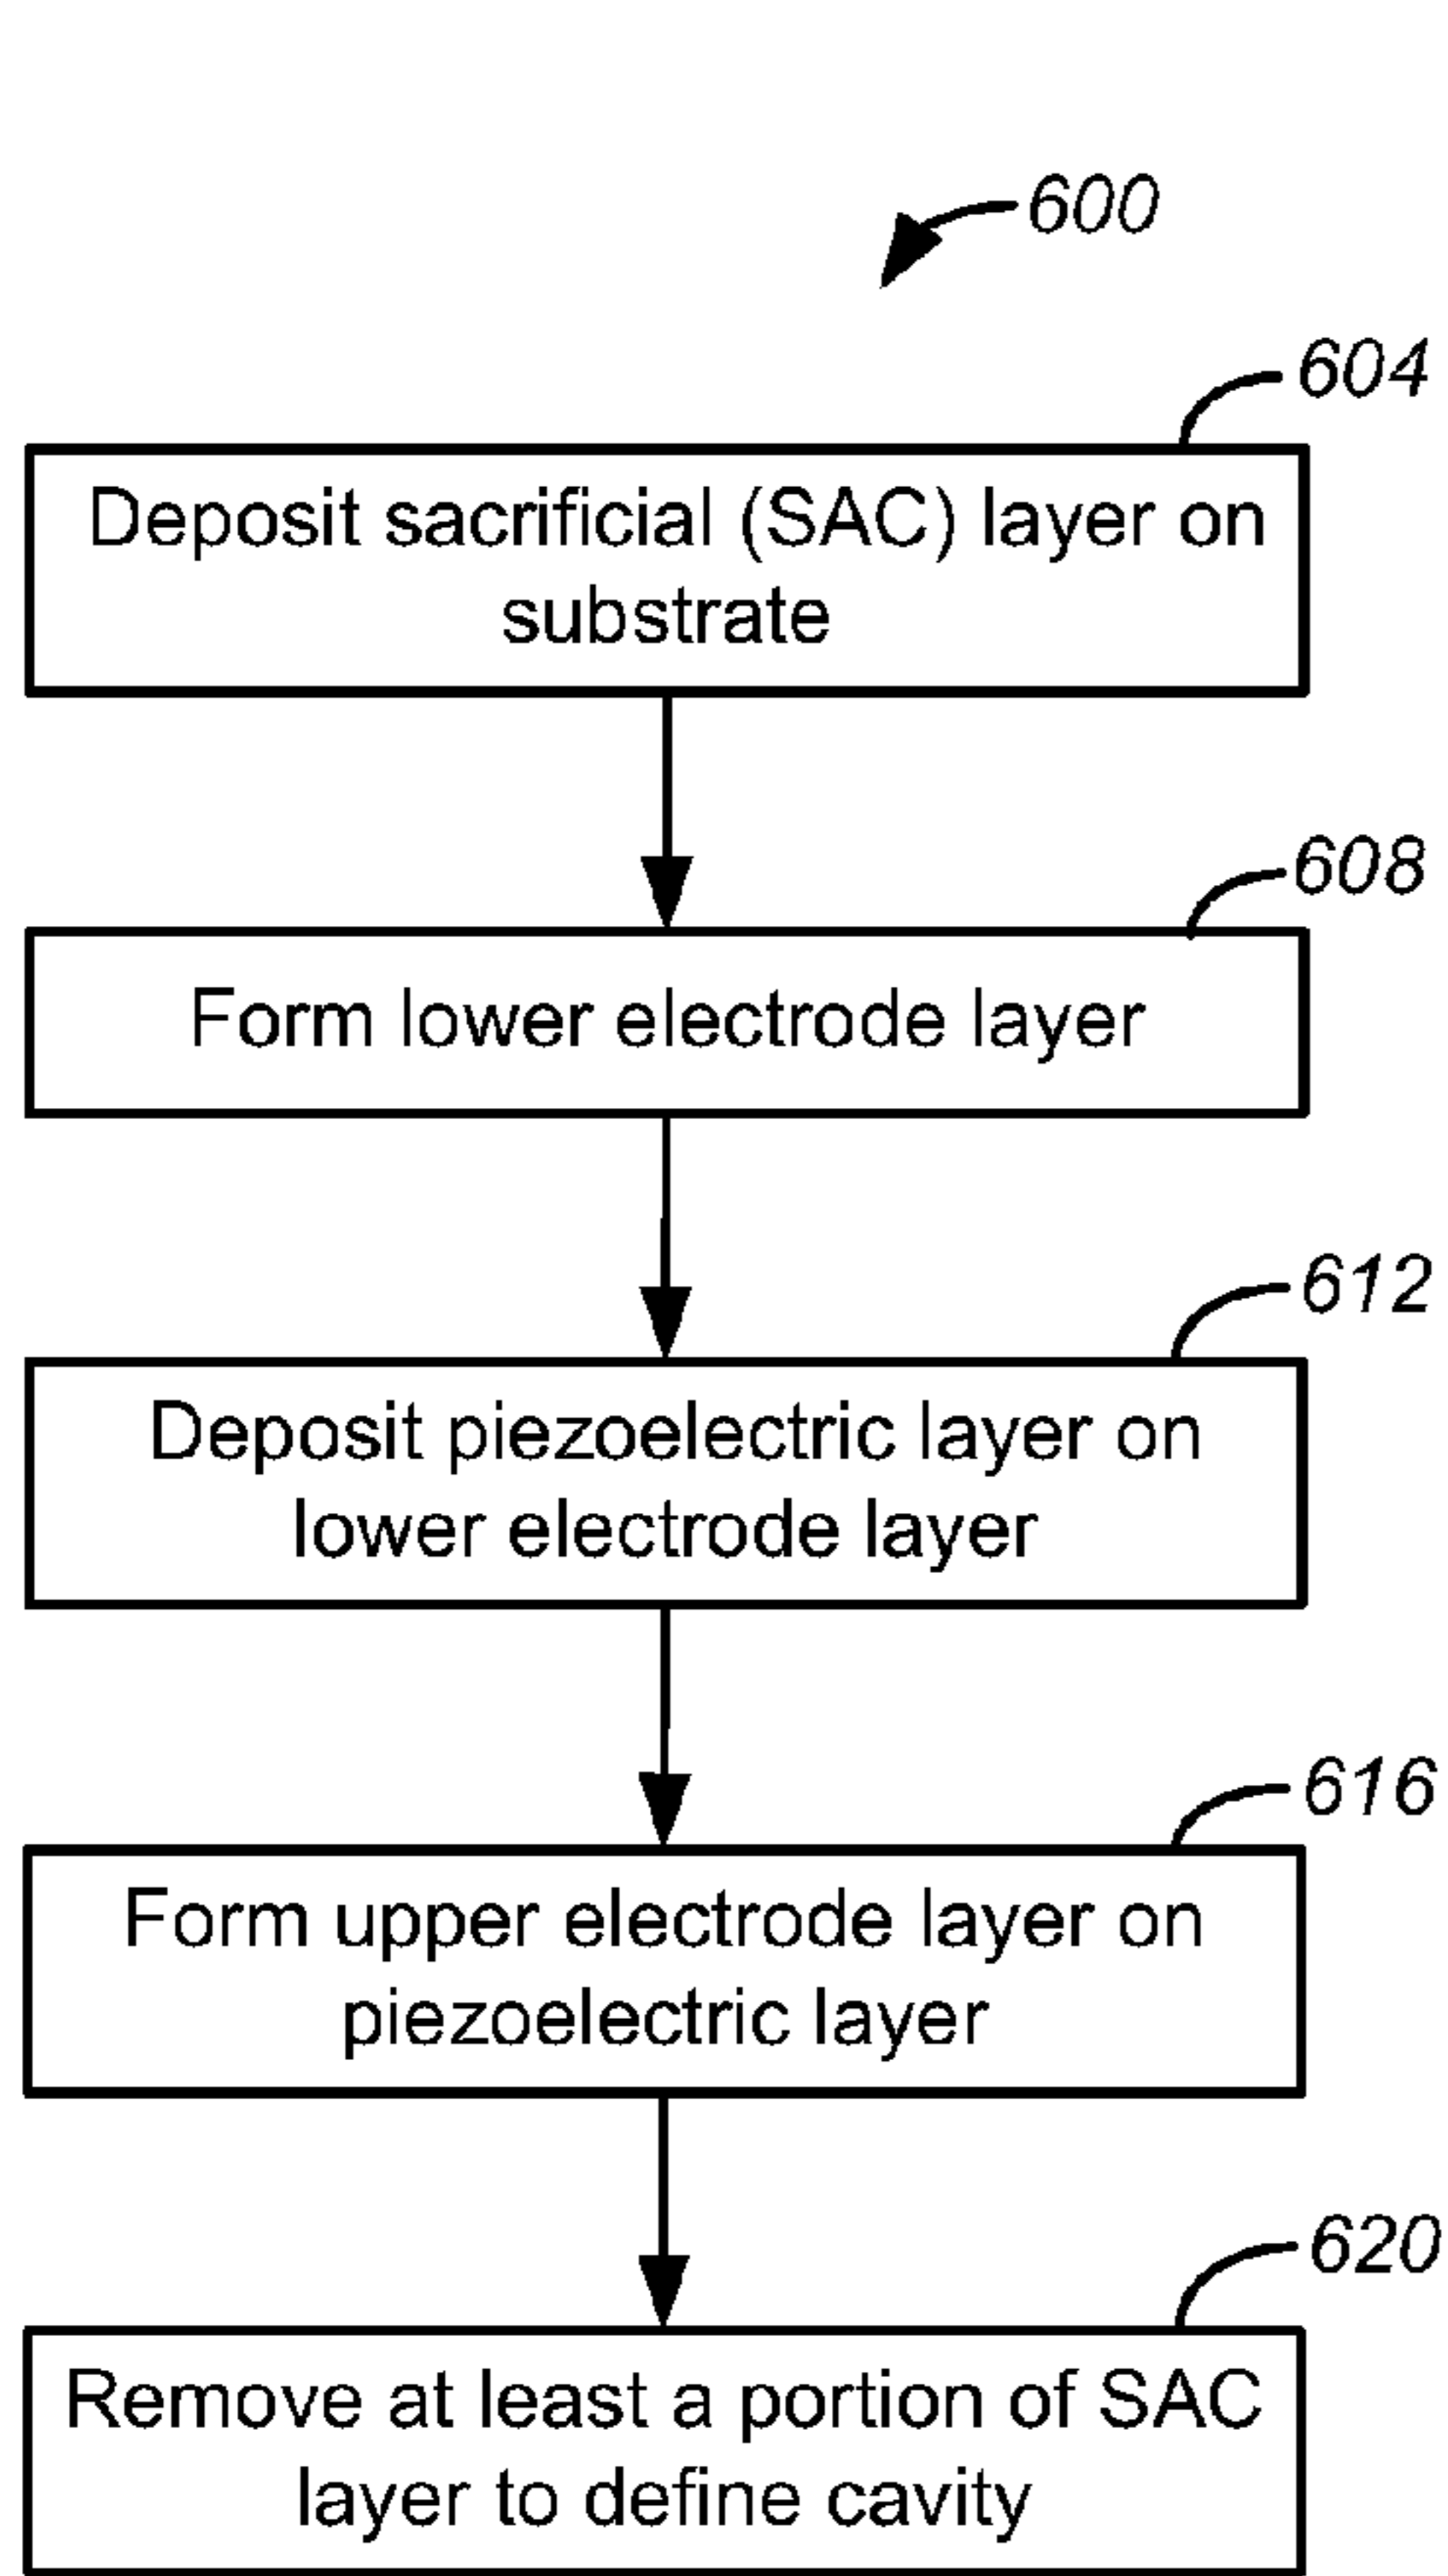 600
604
Deposit sacrificial (SAC) layer on
substrate
608
Form lower electrode layer
612
Deposit piezoelectric layer on
lower electrode layer
616
Form upper electrode layer on
piezoelectric layer
620
Remove at least a portion of SAC
layer to define cavity